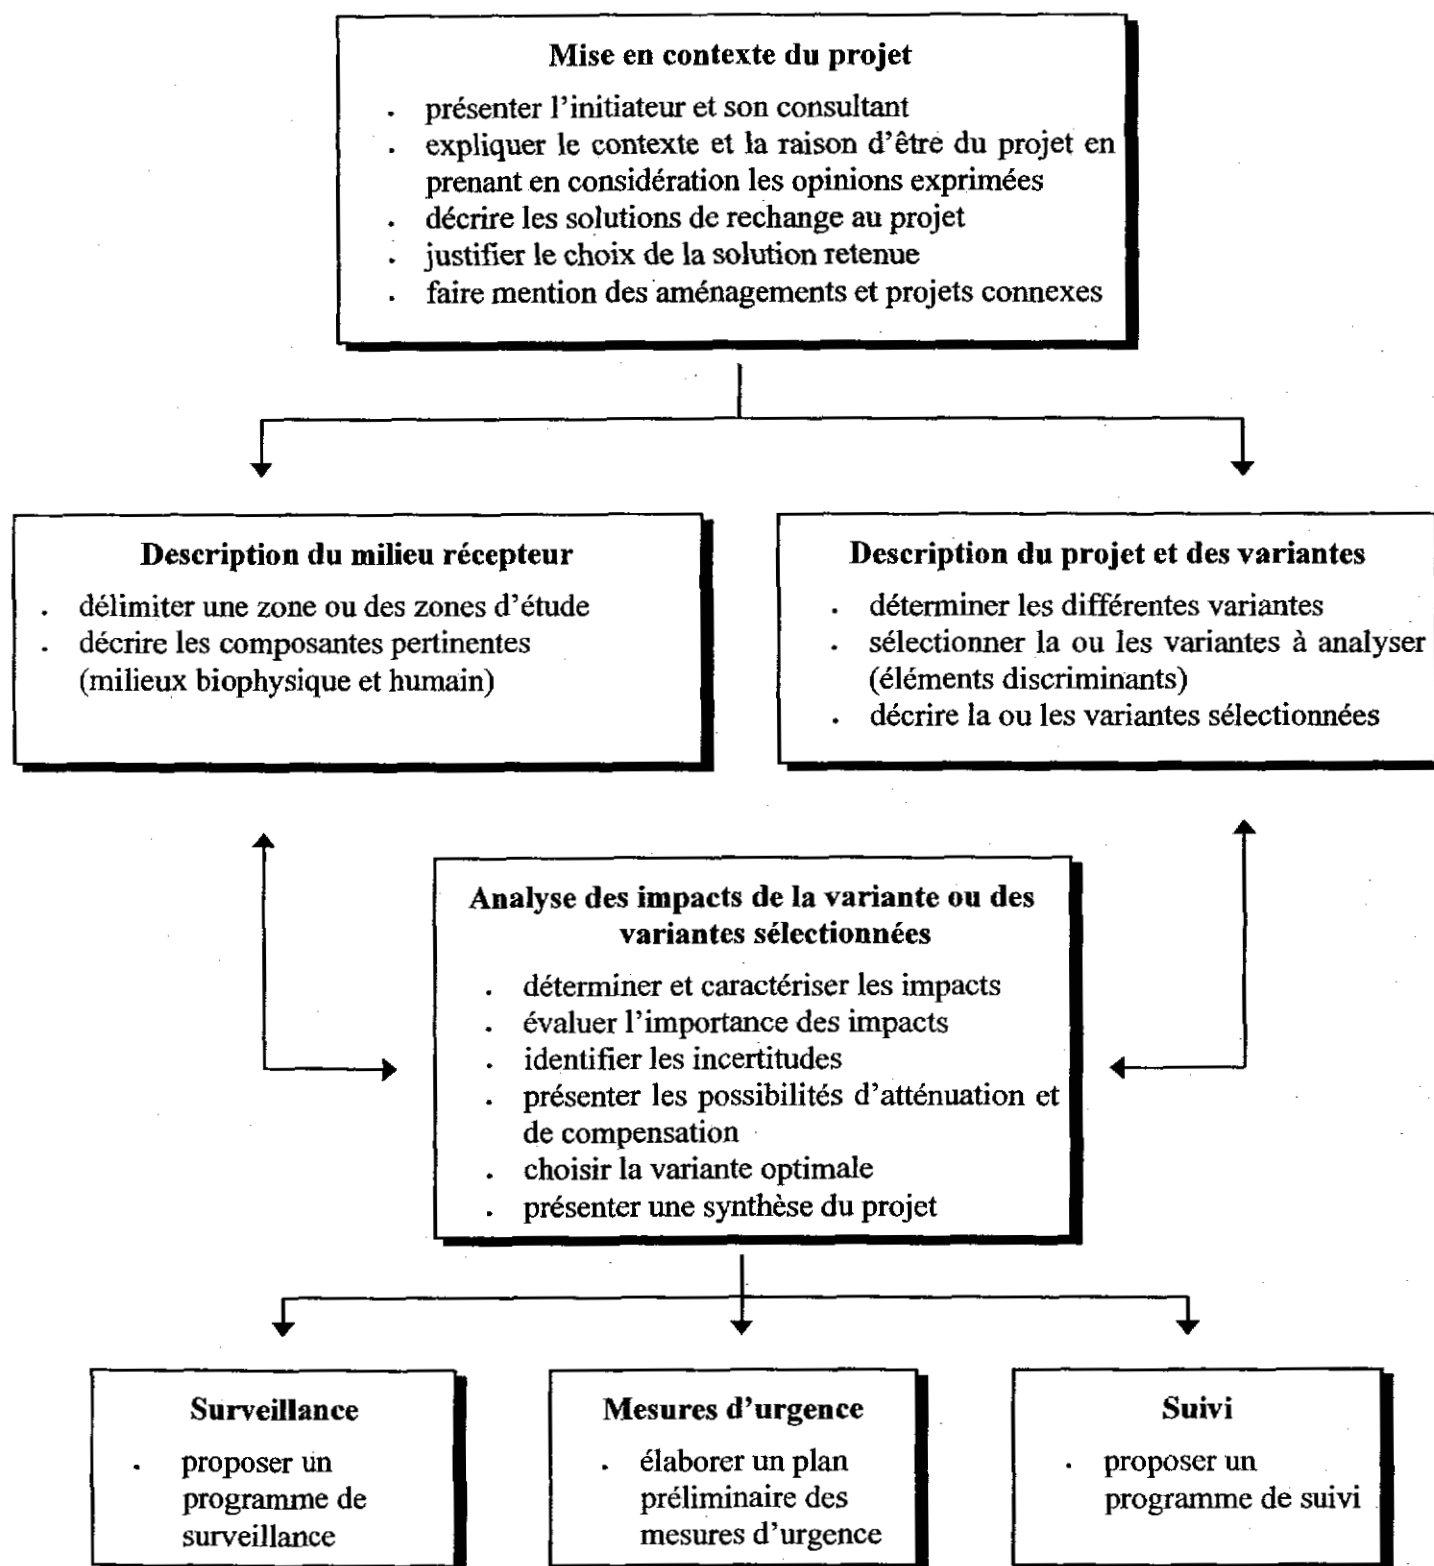 Mise en contexte du projet
. présenter l'initiateur et son consultant
. expliquer le contexte et la raison d'être du projet en
prenant en considération les opinions exprimées
. décrire les solutions de rechange au projet
. justifier le choix de la solution retenue
. faire mention des aménagements et projets connexes
Description du milieu récepteur
. délimiter une zone ou des zones d'étude
. décrire les composantes pertinentes
(milieux biophysique et humain)
Description du projet et des variantes
. déterminer les différentes variantes
. sélectionner la ou les variantes à analyser
(éléments discriminants)
. décrire la ou les variantes sélectionnées
Analyse des impacts de la variante ou des
variantes sélectionnées
. déterminer et caractériser les impacts
. évaluer l'importance des impacts
. identifier les incertitudes
. présenter les possibilités d'atténuation et
de compensation
. choisir la variante optimale
. présenter une synthèse du projet
Surveillance
. proposer un
programme de
surveillance
Mesures d'urgence
. élaborer un plan
préliminaire des
mesures d'urgence
Suivi
. proposer un
programme de suivi